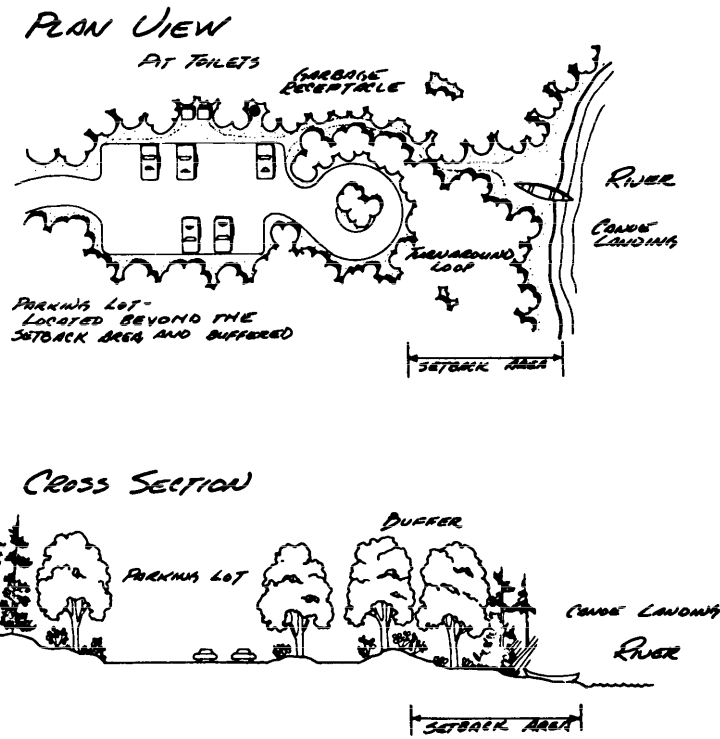 PLAN VIEW
PIT TOILETS
GARBAGE
RECEPTACLE
RIVER
CANOE
LANDING
TURNAROUND
LOOP
PARKING LOT-
LOCATED BEYOND THE
SETBACK AREA AND BUFFERED
SETBACK AREA
CROSS SECTION
BUFFER
PARKING LOT
CANOE LANDING
RIVER
SETBACK AREA